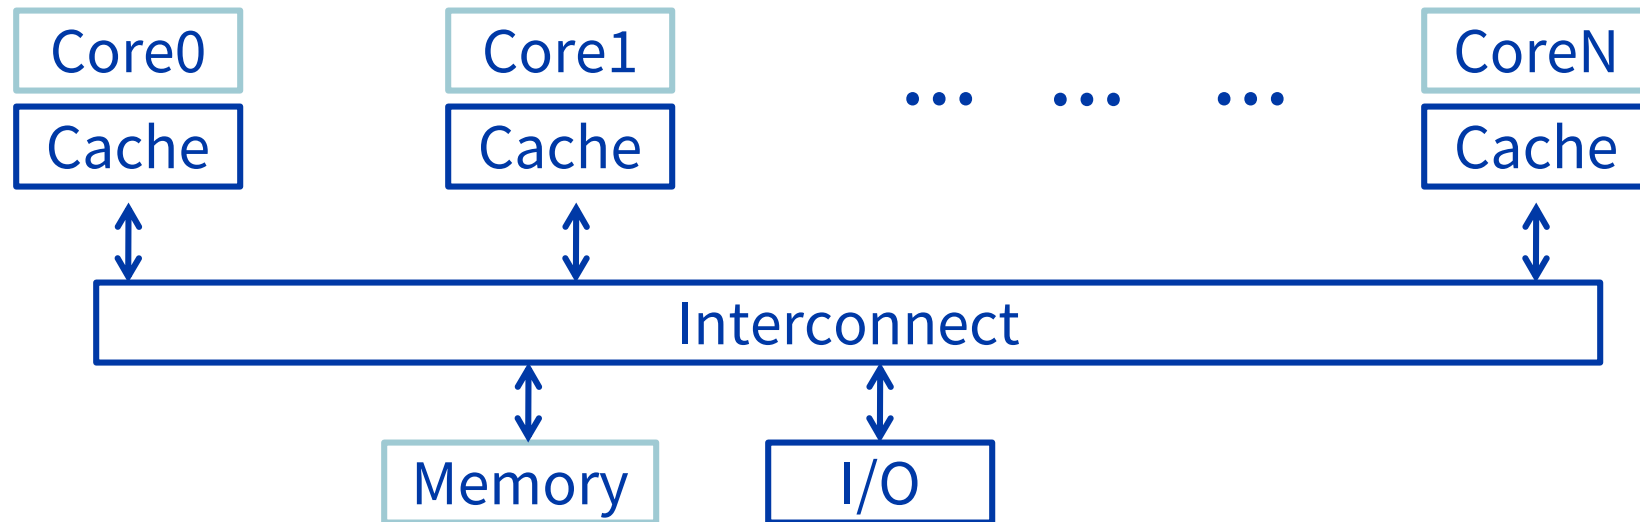 Core0
Core1
CoreN
... ... ...
Cache
Cache
Cache
Interconnect
Memory
I/O